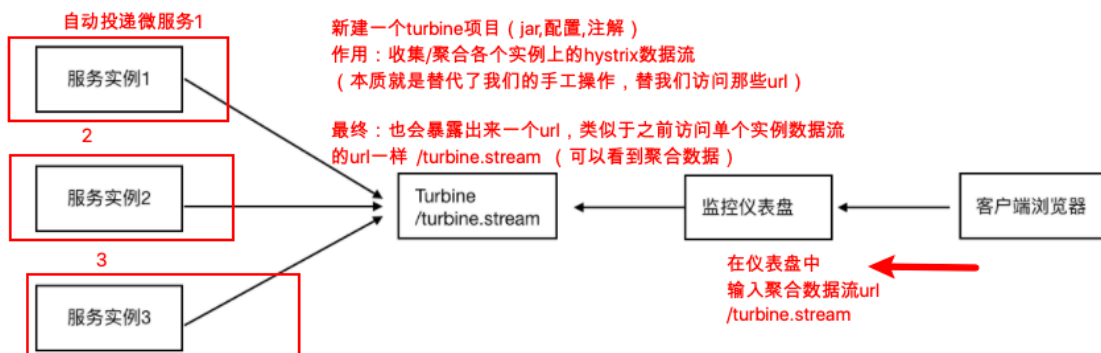 自动投递微服务1
新建一个turbine项目（jar,配置,注解）
作用：收集/聚合各个实例上的hystrix数据流
（本质就是替代了我们的手工操作，替我们访问那些url）
服务实例1
2
最终：也会暴露出来一个url，类似于之前访问单个实例数据流
的url一样 /turbine.stream （可以看到聚合数据）
服务实例2
Turbine
/turbine.stream
监控仪表盘
客户端浏览器
3
在仪表盘中
输入聚合数据流url
/turbine.stream
服务实例3